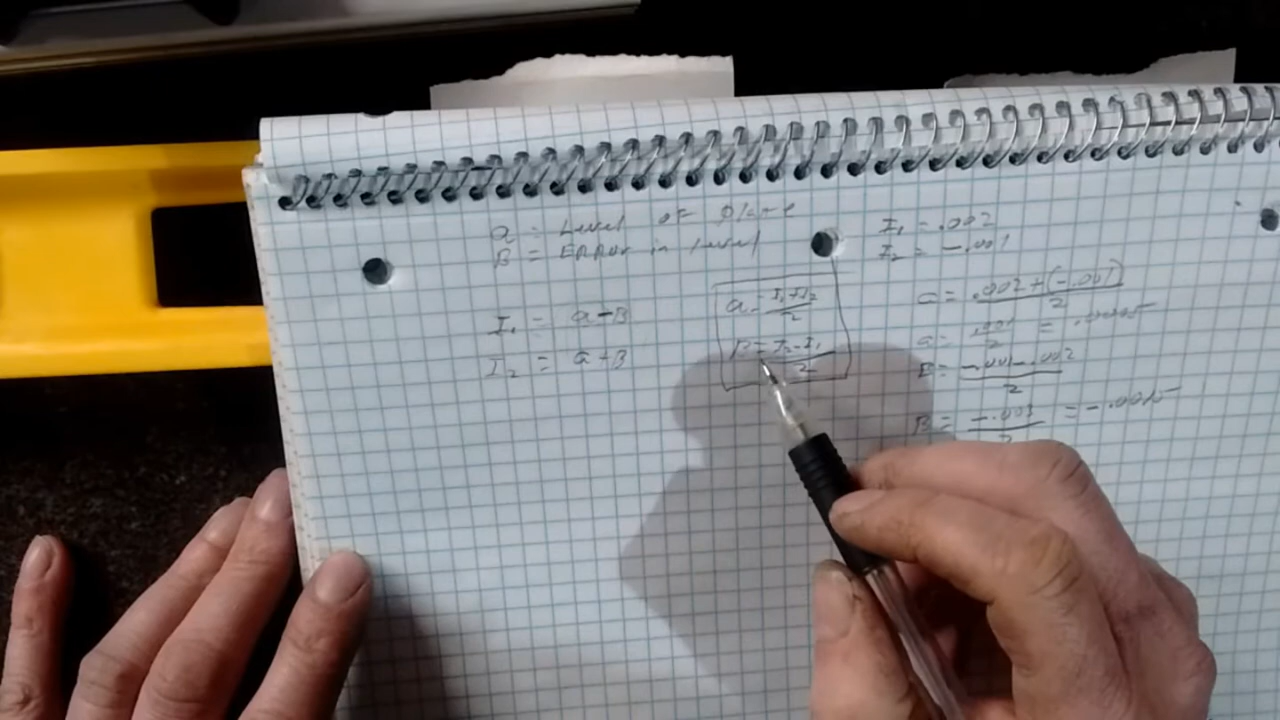 a = Level of plane
B = ERROR in level
I₁ = a-B
I₂ = a+B
a = I₁+I₂/2
B = I₂-I₁/2
I₁ = .002
I₂ = -.001
a = .002+(-.001)/2
a = .001/2 = .0005
B = -.001-.002/2
B = -.003/2 = -.0015